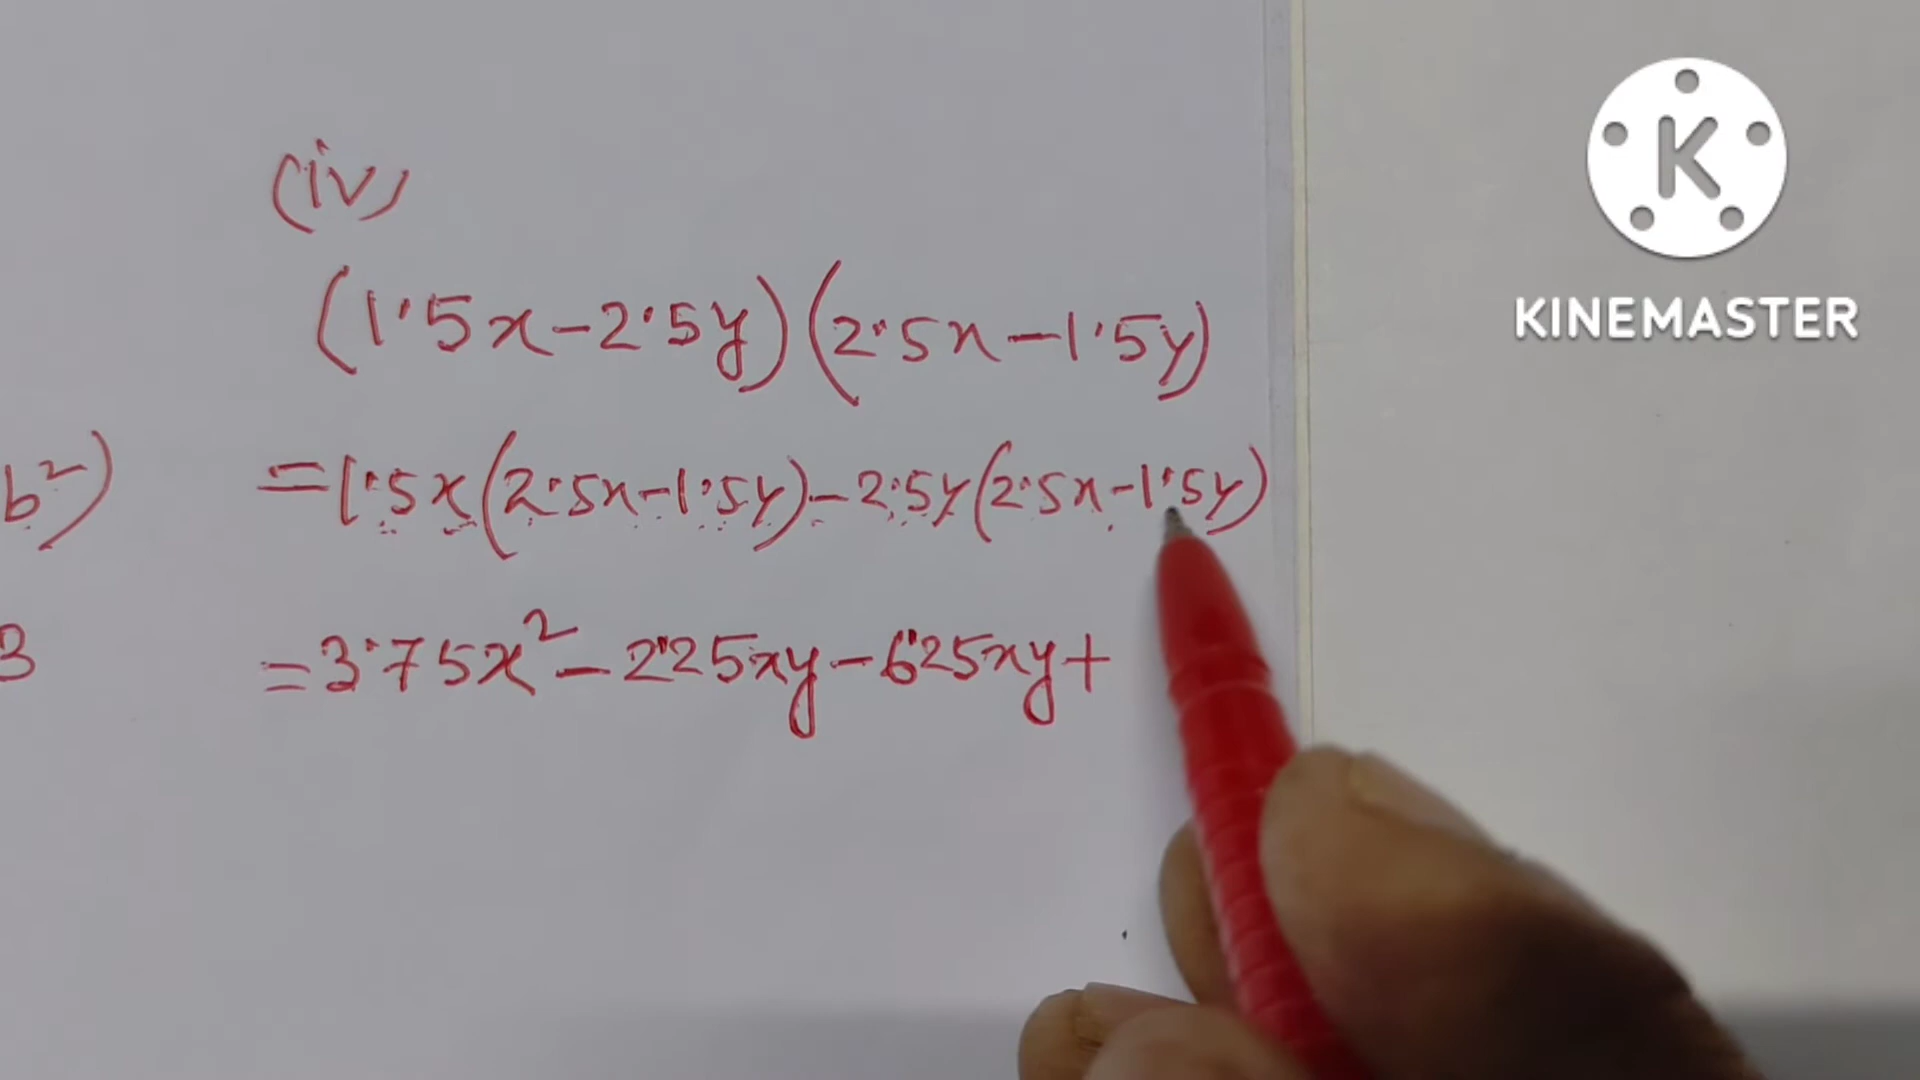 (iv)
(1.5x-2.5y)(2.5x-1.5y)
b²)
=1.5x(2.5x-1.5y)-2.5y(2.5x-1.5y)
3
=3.75x²-2.25xy-6.25xy+
K
KINEMASTER